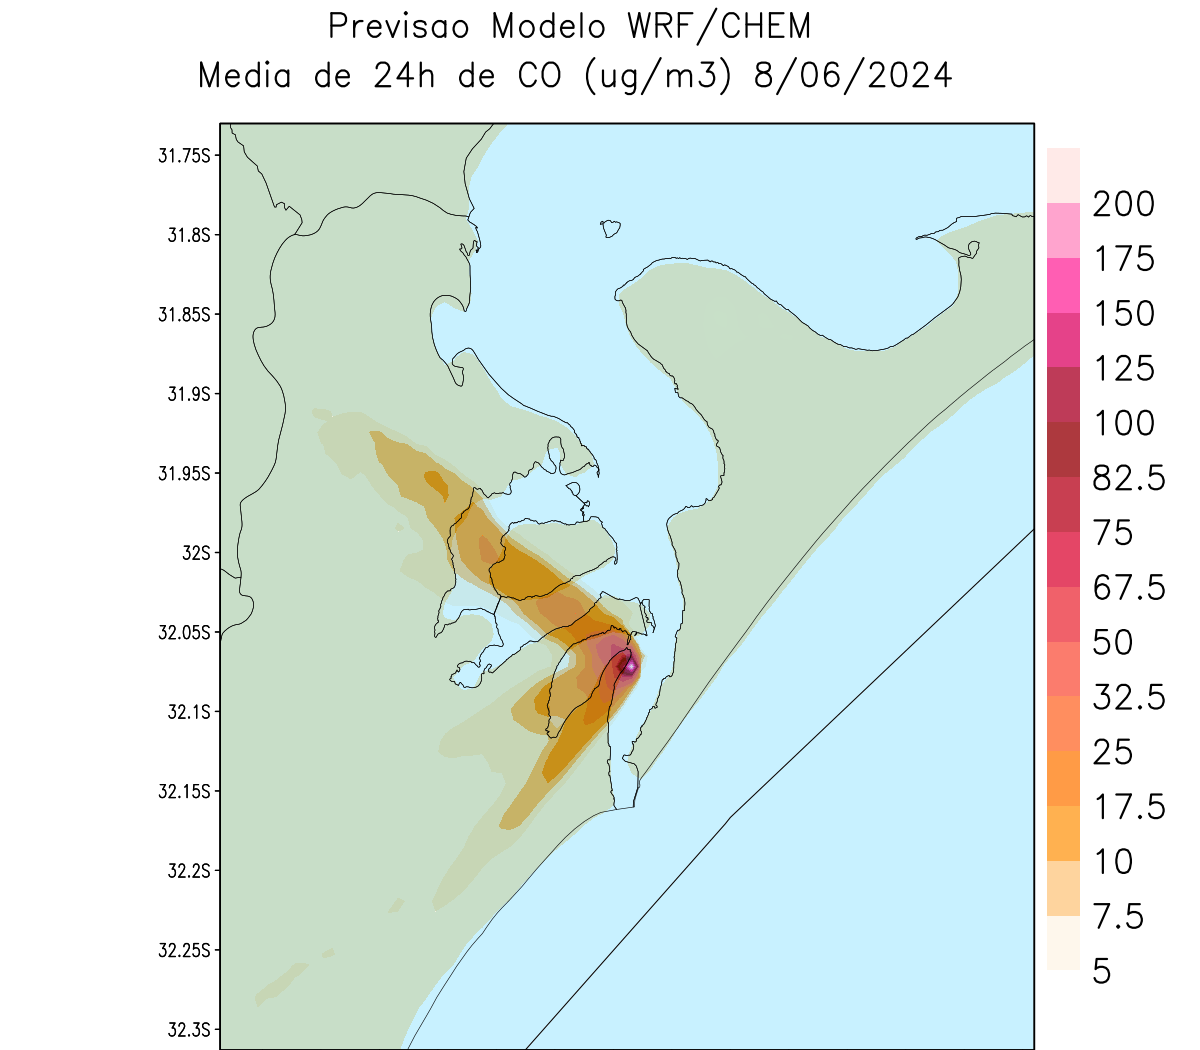 Previsao Modelo WRF/CHEM
Media de 24h de CO (ug/m3) 8/06/2024
31.75S
31.8S
31.85S
31.9S
31.95S
32S
32.05S
32.1S
32.15S
32.2S
32.25S
32.3S
200
175
150
125
100
82.5
75
67.5
50
32.5
25
17.5
10
7.5
5